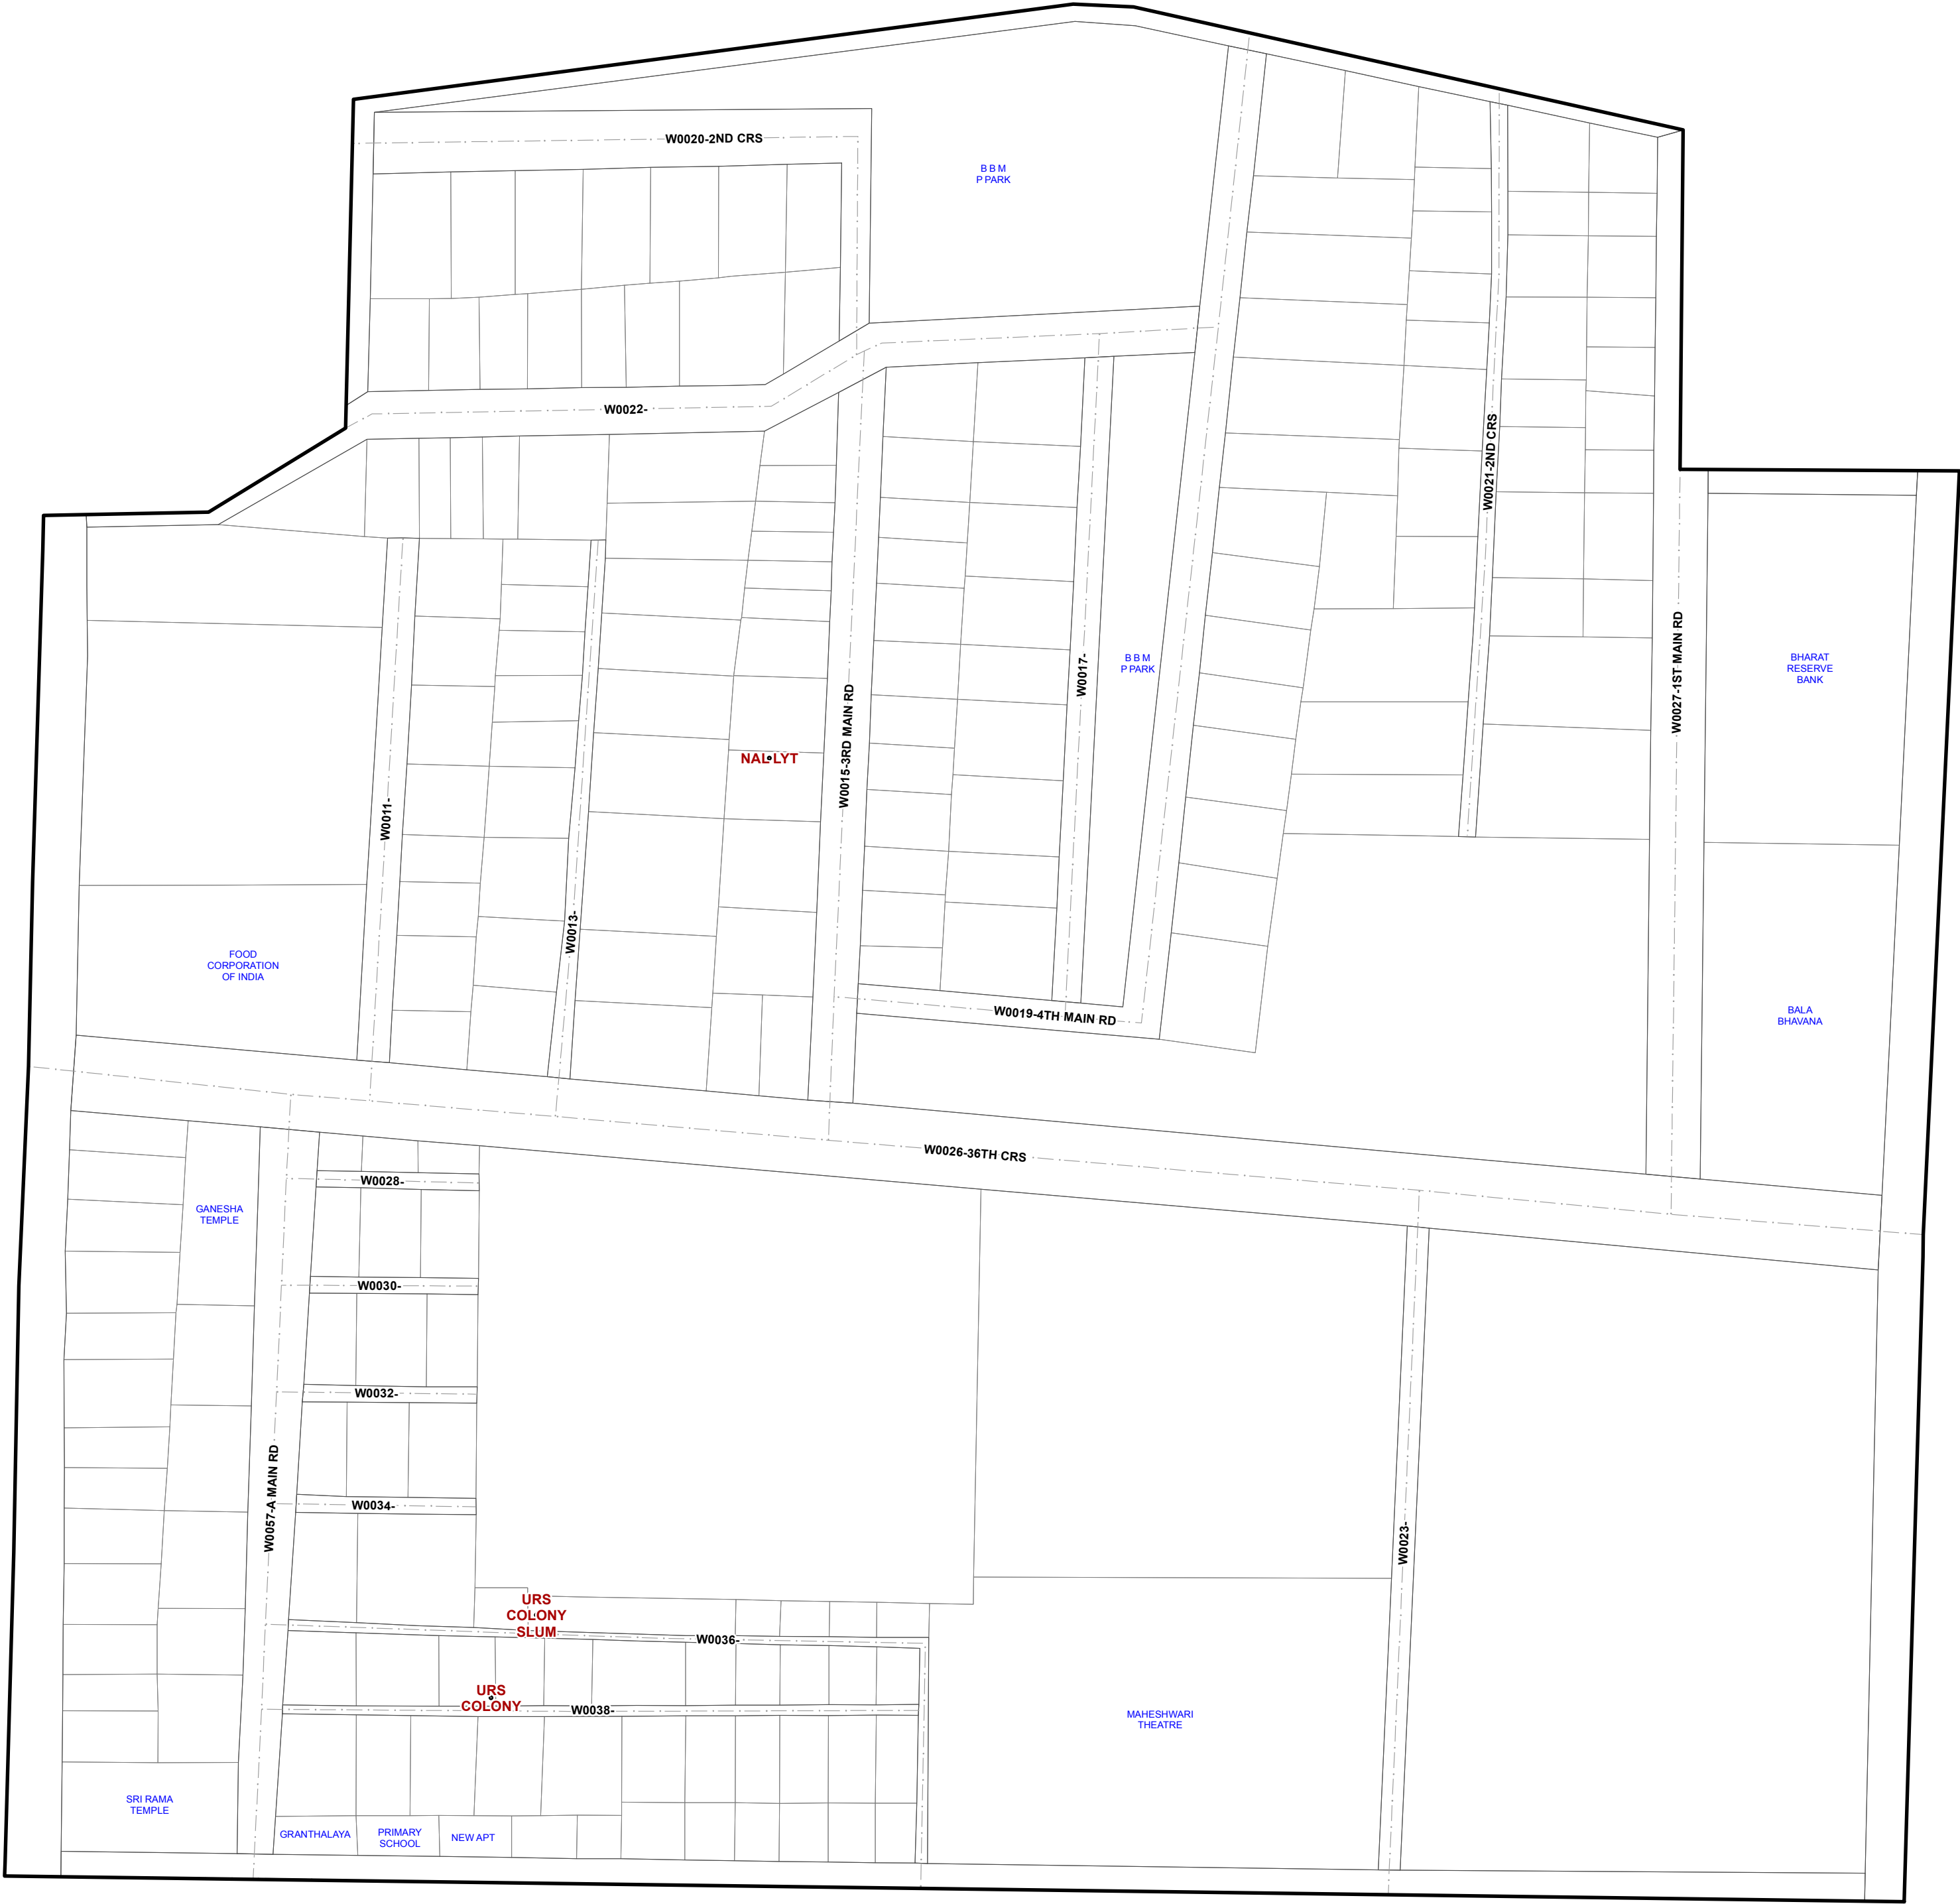 W0020-2ND CRS
B B M
P PARK
W0022-
W0021-2ND CRS
W0027-1ST MAIN RD
B B M
P PARK
W0017-
BHARAT
RESERVE
BANK
NAL LYT
W0015-3RD MAIN RD
W0011-
W0013-
FOOD
CORPORATION
OF INDIA
W0019-4TH MAIN RD
BALA
BHAVANA
W0026-36TH CRS
W0028-
GANESHA
TEMPLE
W0030-
W0032-
W0057-A MAIN RD
W0034-
W0023-
URS
COLONY
SLUM
W0036-
URS
COLONY
W0038-
MAHESHWARI
THEATRE
SRI RAMA
TEMPLE
GRANTHALAYA
PRIMARY
SCHOOL
NEW APT